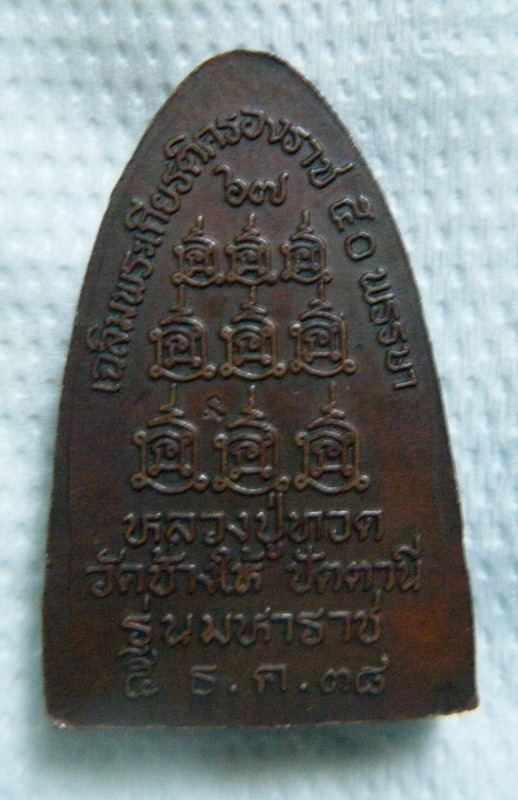 เฉลิมพระเกียรติครองราช ๕๐ พรรษา
๖๗
หลวงปู่ทวด
วัดช้างให้ ปัตตานี
รุ่นมหาราช
ธ.ค.๓๘